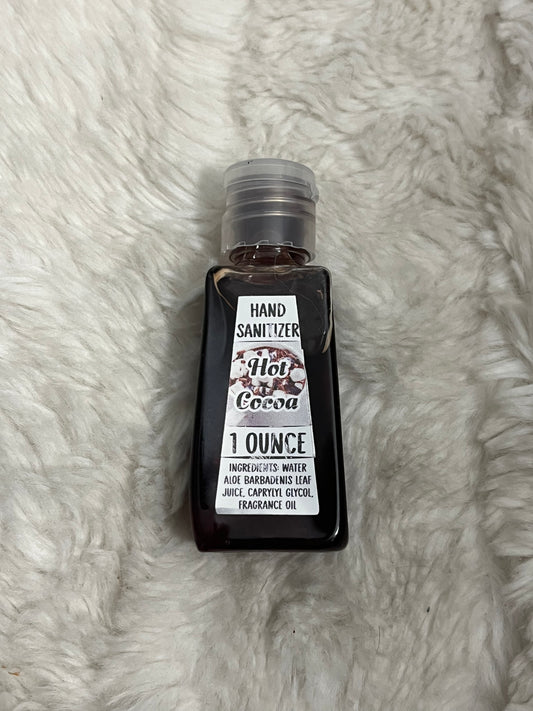 HAND
SANITIZER
Hot
Cocoa
1 OUNCE
INGREDIENTS: WATER
ALOE BARBADENIS LEAF
JUICE, CAPRYLYL GLYCOL,
FRAGRANCE OIL